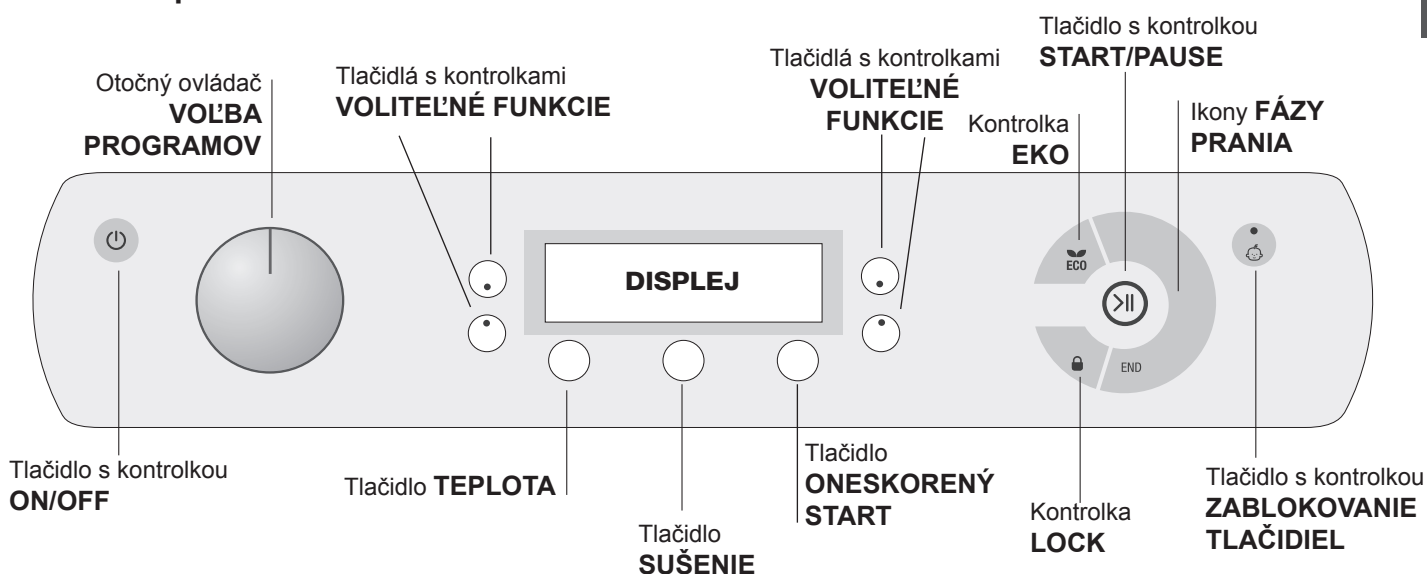 Otočný ovládač
VOĽBA
PROGRAMOV
Tlačidlá s kontrolkami
VOLITEĽNÉ FUNKCIE
Tlačidlá s kontrolkami
VOLITEĽNÉ
FUNKCIE
Kontrolka
EKO
Tlačidlo s kontrolkou
START/PAUSE
Ikony FÁZY
PRANIA
DISPLEJ
ECO
END
Tlačidlo s kontrolkou
ON/OFF
Tlačidlo TEPLOTA
Tlačidlo
SUŠENIE
Tlačidlo
ONESKORENÝ
START
Kontrolka
LOCK
Tlačidlo s kontrolkou
ZABLOKOVANIE
TLAČIDIEL